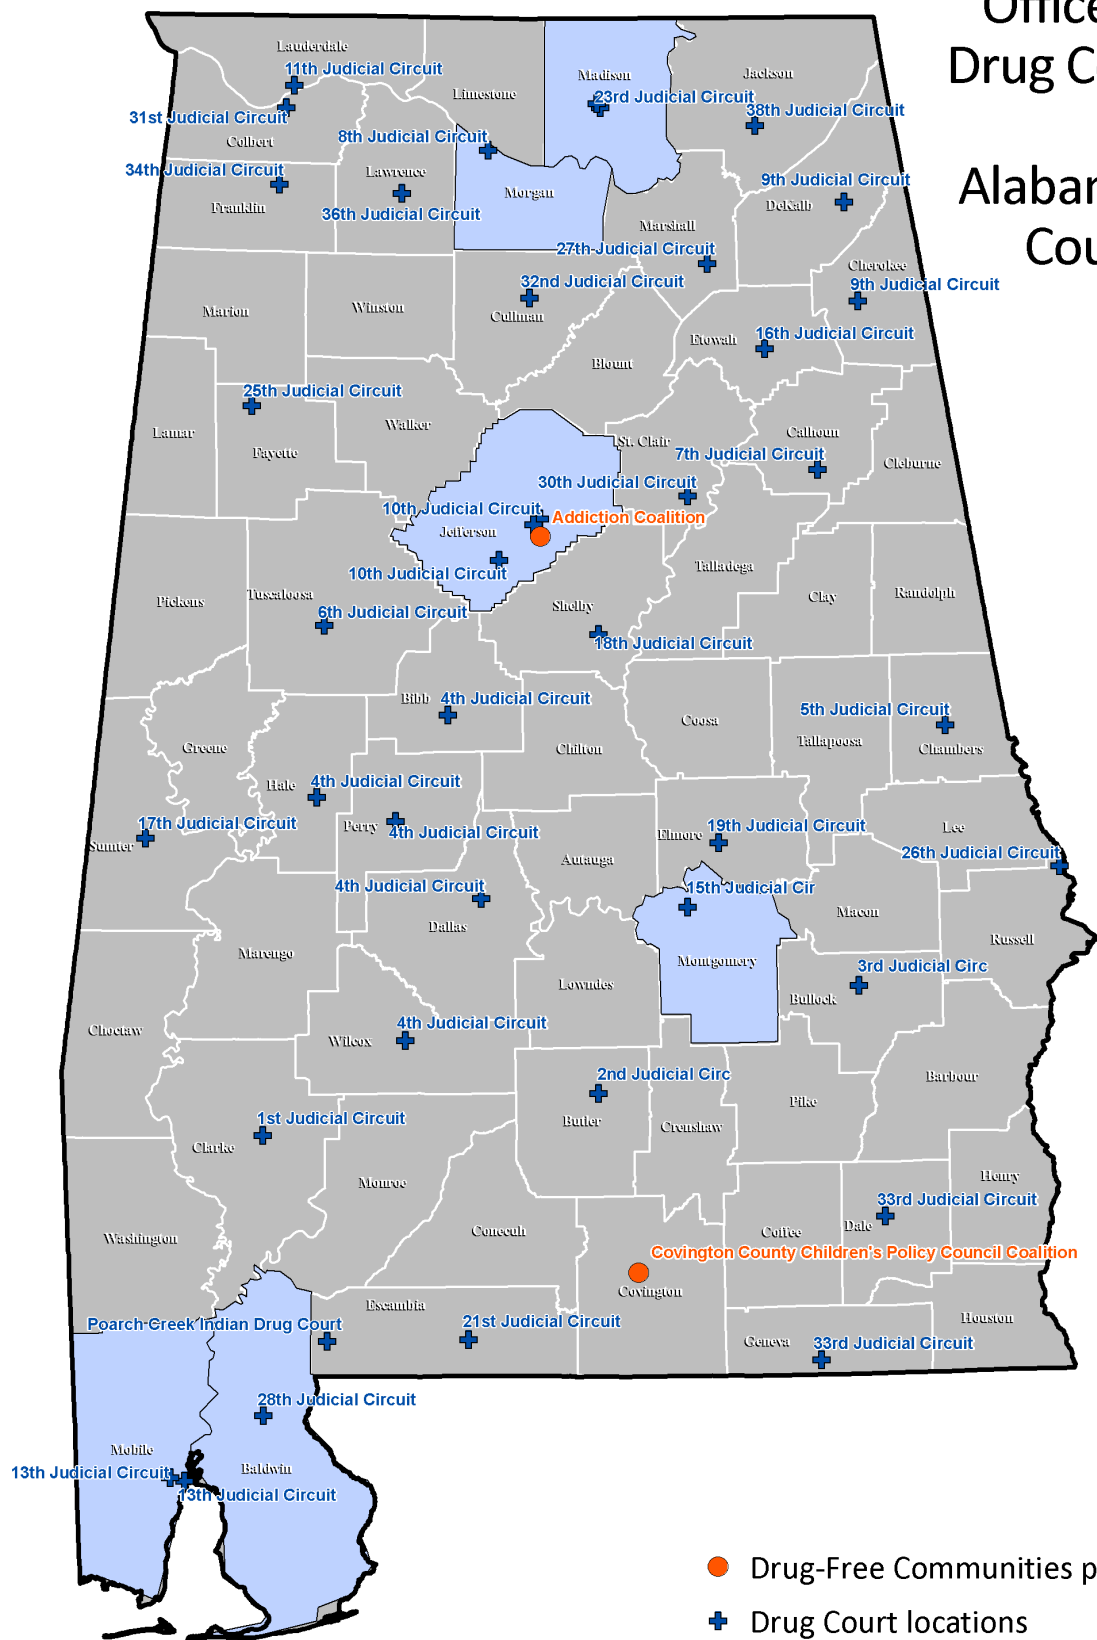 Office
Drug C
Alabar
Cou
Lauderdale
11th Judicial Circuit
31st Judicial Circuit
Colbert
Limestone
Madison
23rd Judicial Circuit
Jackson
38th Judicial Circuit
8th Judicial Circuit
34th Judicial Circuit
Franklin
Lawrence
36th Judicial Circuit
Morgan
9th Judicial Circuit
DeKalb
Marshall
27th Judicial Circuit
Cherokee
9th Judicial Circuit
32nd Judicial Circuit
Cullman
Marion
Winston
16th Judicial Circuit
Etowah
Blount
25th Judicial Circuit
Lamar
Fayette
Walker
St. Clair
Calhoun
7th Judicial Circuit
Cleburne
30th Judicial Circuit
10th Judicial Circuit
Addiction Coalition
Jefferson
10th Judicial Circuit
Talladega
Pickens
Tuscaloosa
6th Judicial Circuit
Shelby
18th Judicial Circuit
Clay
Randolph
Bibb
4th Judicial Circuit
Coosa
5th Judicial Circuit
Tallapoosa
Chambers
Greene
Chilton
Hale
4th Judicial Circuit
Perry
4th Judicial Circuit
17th Judicial Circuit
Sumter
Elmore
19th Judicial Circuit
Lee
26th Judicial Circuit
Autauga
4th Judicial Circuit
Dallas
15th Judicial Cir
Macon
Russell
Marengo
Montgomery
3rd Judicial Circ
Bullock
Lowndes
Choctaw
Wilcox
4th Judicial Circuit
2nd Judicial Circ
Butler
Crenshaw
Pike
Barbour
1st Judicial Circuit
Clarke
Monroe
Henry
33rd Judicial Circuit
Dale
Coffee
Conecuh
Washington
Covington County Children's Policy Council Coalition
Covington
Escambia
Poarch Creek Indian Drug Court
21st Judicial Circuit
Houston
Geneva
33rd Judicial Circuit
28th Judicial Circuit
Mobile
Baldwin
13th Judicial Circuit
13th Judicial Circuit
Drug-Free Communities p
Drug Court locations